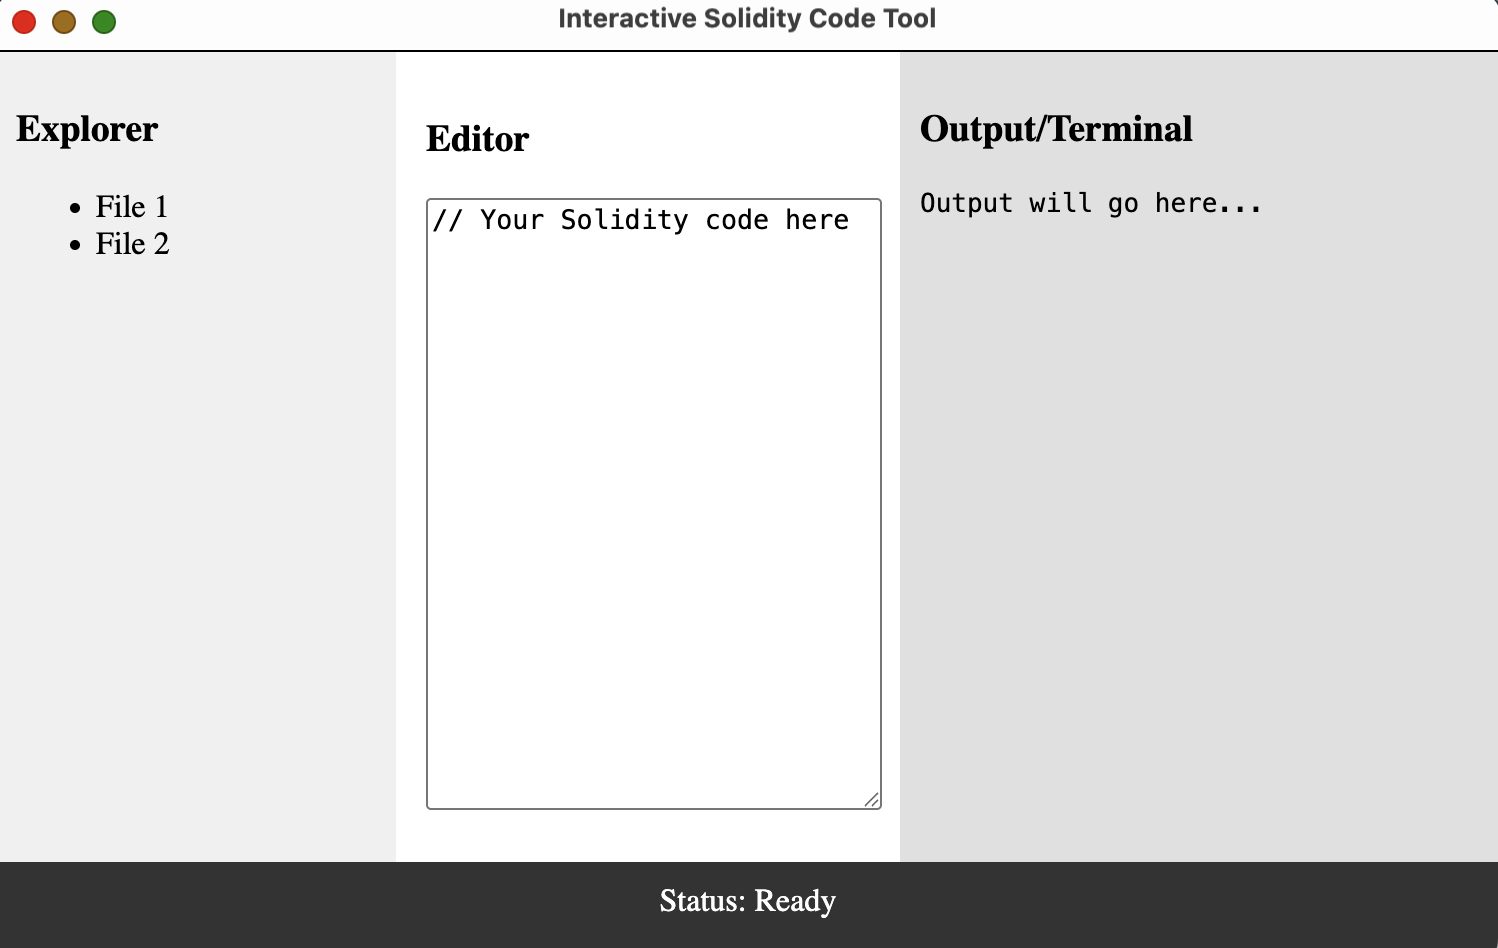 Interactive Solidity Code Tool
Explorer
File 1
File 2
Editor
// Your Solidity code here
Output/Terminal
Output will go here...
Status: Ready